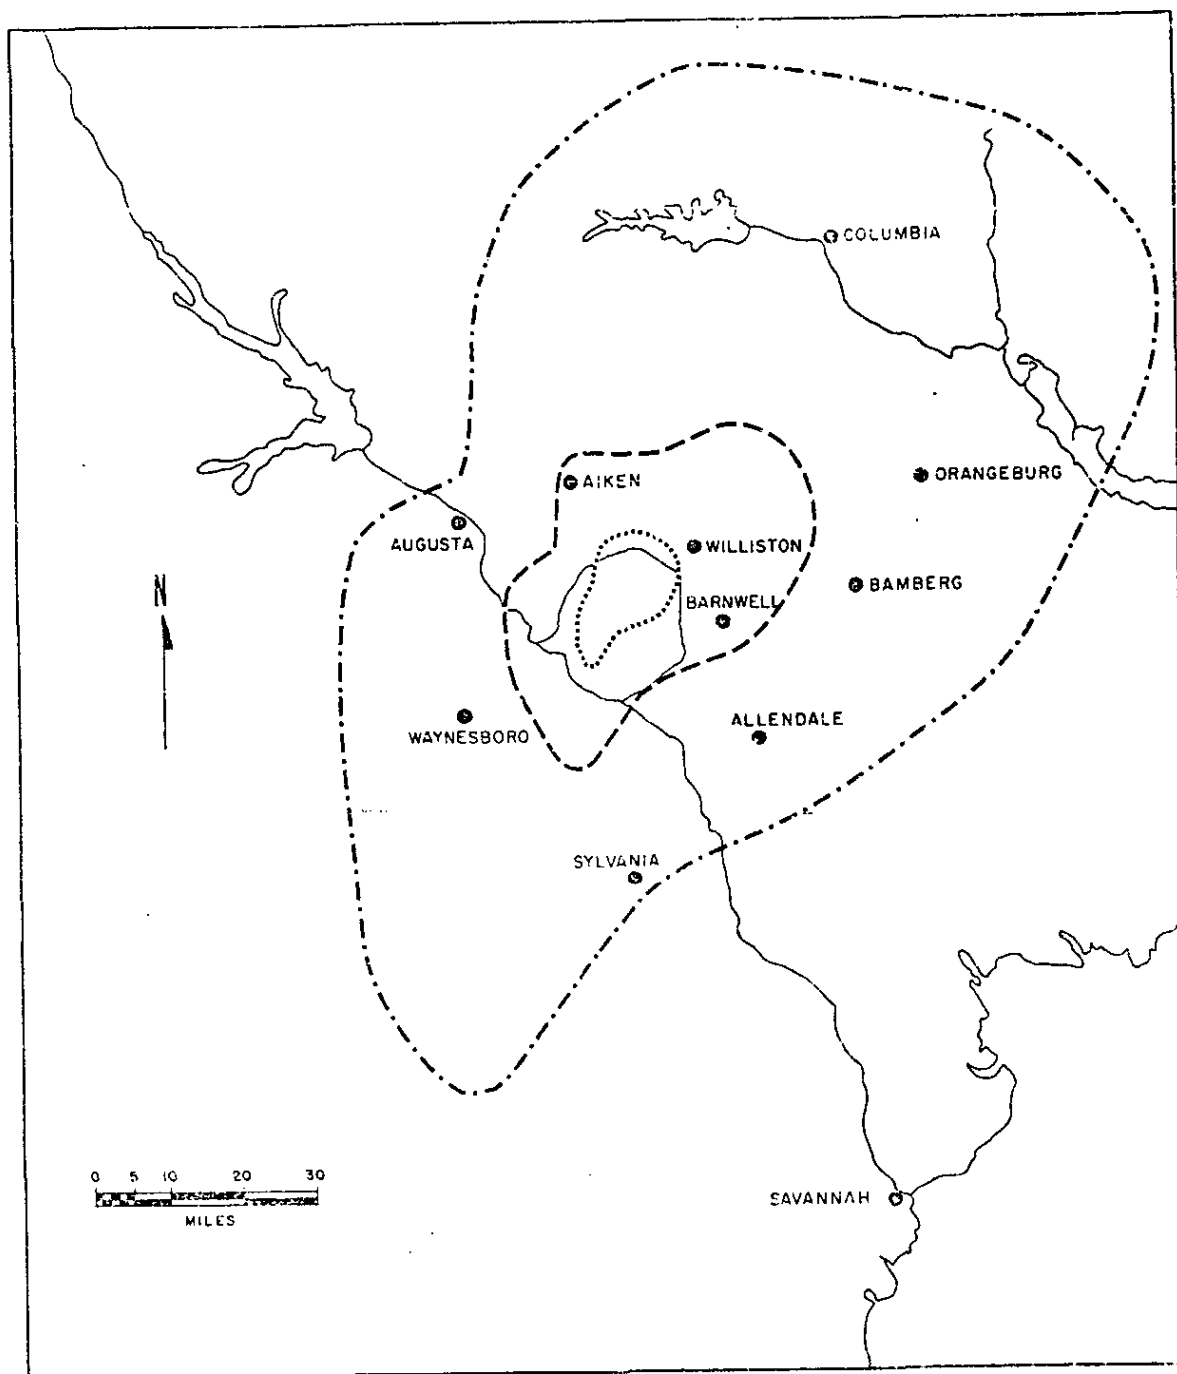 COLUMBIA
AIKEN
ORANGEBURG
AUGUSTA
WILLISTON
N
BAMBERG
BARNWELL
ALLENDALE
WAYNESBORO
SYLVANIA
0 5 10 20 30
MILES
SAVANNAH